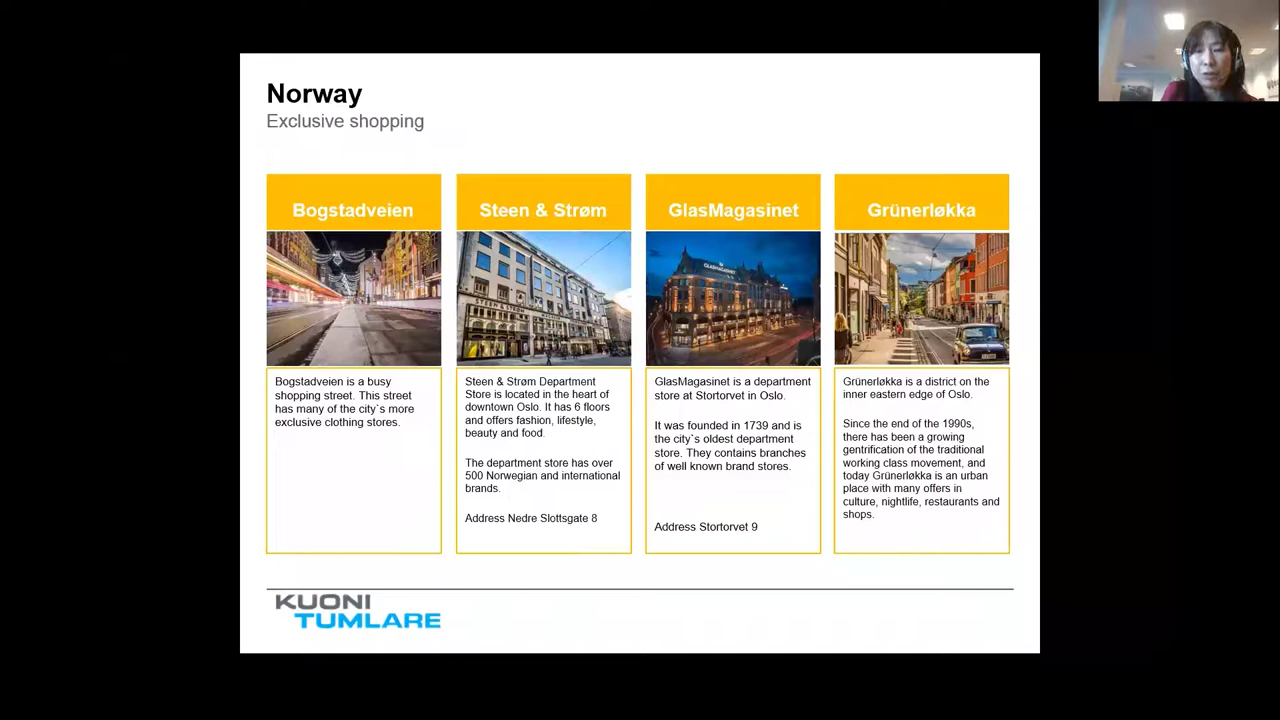 Norway
Exclusive shopping
Bogstadveien
Bogstadveien is a busy
shopping street. This street
has many of the city`s more
exclusive clothing stores.
Steen & Strøm
STEEN & STRØM
Steen & Strøm Department
Store is located in the heart of
downtown Oslo. It has 6 floors
and offers fashion, lifestyle,
beauty and food.
The department store has over
500 Norwegian and international
brands.
Address Nedre Slottsgate 8
GlasMagasinet
GLASMAGASINET
GlasMagasinet is a department
store at Stortorvet in Oslo.
It was founded in 1739 and is
the city`s oldest department
store. They contains branches
of well known brand stores.
Address Stortorvet 9
Grünerløkka
Grünerløkka is a district on the
inner eastern edge of Oslo.
Since the end of the 1990s,
there has been a growing
gentrification of the traditional
working class movement, and
today Grünerløkka is an urban
place with many offers in
culture, nightlife, restaurants and
shops.
KUONI
TUMLARE